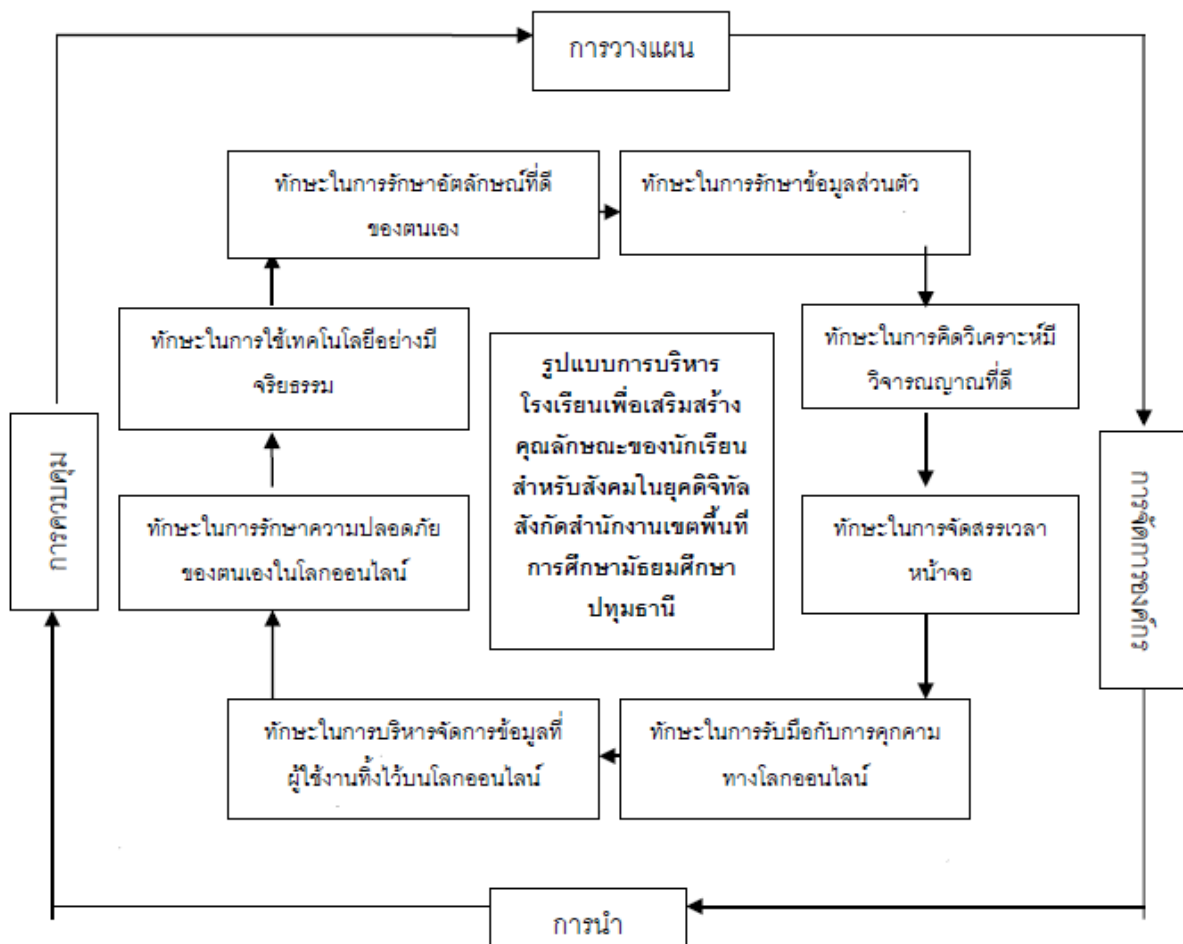 การวางแผน
ทักษะในการรักษาอัตลักษณ์ที่ดี
ของตนเอง
ทักษะในการรักษาข้อมูลส่วนตัว
ทักษะในการใช้เทคโนโลยีอย่างมี
จริยธรรม
รูปแบบการบริหาร
โรงเรียนเพื่อเสริมสร้าง
คุณลักษณะของนักเรียน
สำหรับสังคมในยุคดิจิทัล
สังกัดสำนักงานเขตพื้นที่
การศึกษามัธยมศึกษา
ปทุมธานี
ทักษะในการคิดวิเคราะห์มี
วิจารณญาณที่ดี
การควบคุม
การจัดการองค์กร
ทักษะในการรักษาความปลอดภัย
ของตนเองในโลกออนไลน์
ทักษะในการจัดสรรเวลา
หน้าจอ
ทักษะในการบริหารจัดการข้อมูลที่
ผู้ใช้งานทิ้งไว้บนโลกออนไลน์
ทักษะในการรับมือกับการคุกคาม
ทางโลกออนไลน์
การนำ